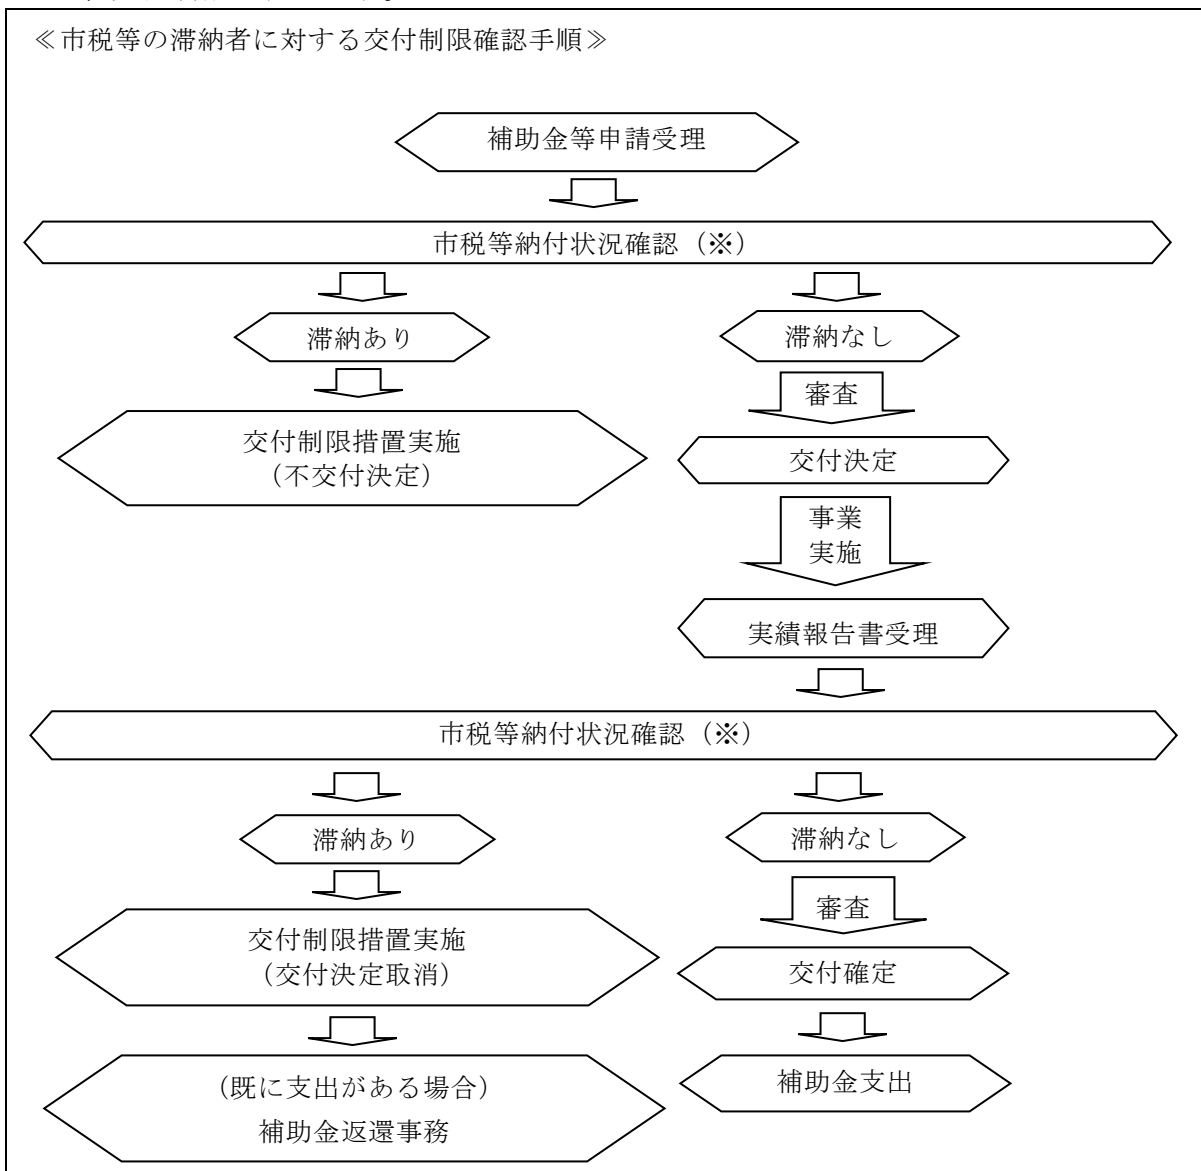 ≪市税等の滞納者に対する交付制限確認手順≫
補助金等申請受理
市税等納付状況確認（※）
滞納あり
滞納なし
審査
交付制限措置実施
（不交付決定）
交付決定
事業
実施
実績報告書受理
市税等納付状況確認（※）
滞納あり
滞納なし
審査
交付制限措置実施
（交付決定取消）
交付確定
（既に支出がある場合）
補助金返還事務
補助金支出